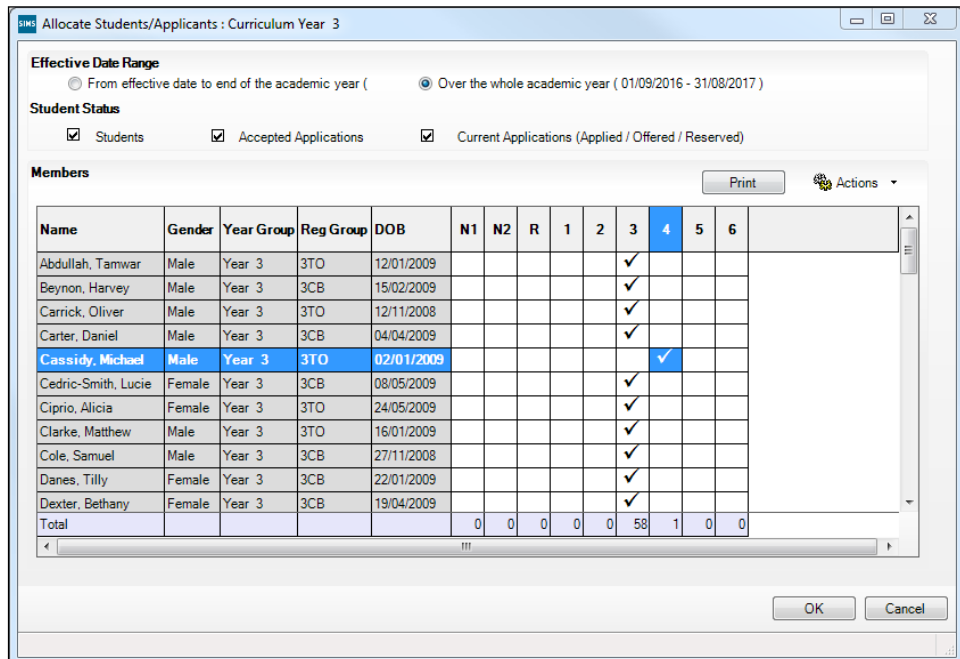 SIMS Allocate Students/Applicants : Curriculum Year 3
Effective Date Range
From effective date to end of the academic year (
Over the whole academic year ( 01/09/2016 - 31/08/2017 )
Student Status
Students Accepted Applications Current Applications (Applied / Offered / Reserved)
Members
Print Actions
Name Gender Year Group Reg Group DOB N1 N2 R 1 2 3 4 5 6
Abdullah, Tamwar Male Year 3 3TO 12/01/2009 ✓
Beynon, Harvey Male Year 3 3CB 15/02/2009 ✓
Carrick, Oliver Male Year 3 3TO 12/11/2008 ✓
Carter, Daniel Male Year 3 3CB 04/04/2009 ✓
Cassidy, Michael Male Year 3 3TO 02/01/2009 ✓
Cedric-Smith, Lucie Female Year 3 3CB 08/05/2009 ✓
Ciprio, Alicia Female Year 3 3TO 24/05/2009 ✓
Clarke, Matthew Male Year 3 3TO 16/01/2009 ✓
Cole, Samuel Male Year 3 3CB 27/11/2008 ✓
Danes, Tilly Female Year 3 3CB 22/01/2009 ✓
Dexter, Bethany Female Year 3 3CB 19/04/2009 ✓
Total 0 0 0 0 0 58 1 0 0
OK Cancel